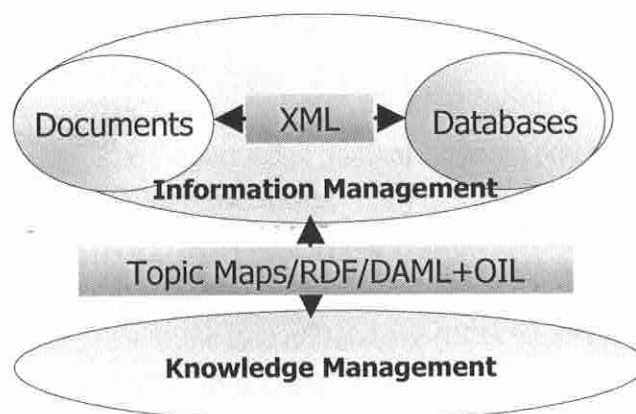 Documents XML Databases
Information Management
Topic Maps/RDF/DAML+OIL
Knowledge Management